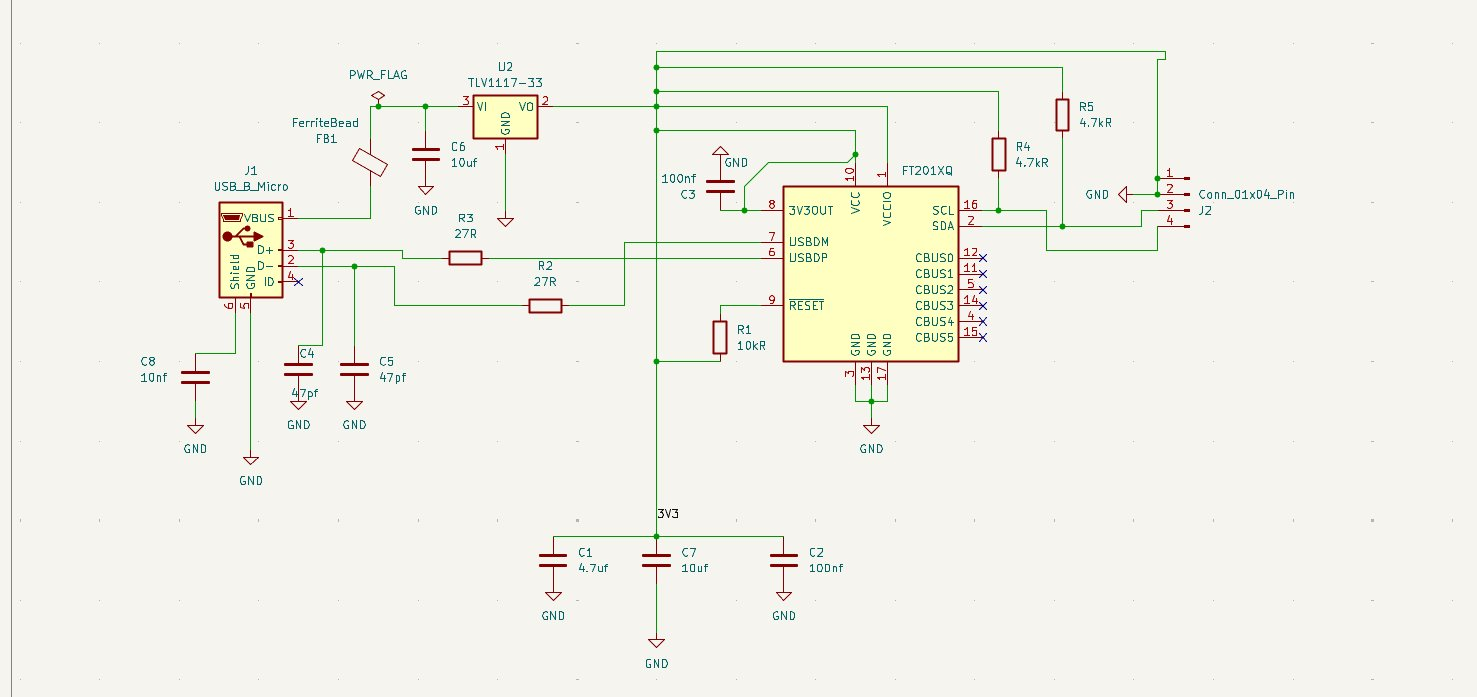 PWR_FLAG
U2
TLV1117-33
3 VI VO 2
GND
1
FerriteBead
FB1
C6
10uf
GND
J1
USB_B_Micro
VBUS 1
D+ 3
D- 2
ID 4
Shield
GND
6
5
R3
27R
R2
27R
C8
10nf
GND
GND
C4
47pf
GND
C5
47pf
GND
GND
100nf
C3
FT201XQ
10
1
VCC
VCCIO
8 3V3OUT
7 USBDM
6 USBDP
9 RESET
SCL 16
SDA 2
CBUS0 12
CBUS1 11
CBUS2 5
CBUS3 14
CBUS4 4
CBUS5 15
GND
GND
GND
3
13
17
GND
R1
10kR
R4
4.7kR
R5
4.7kR
GND
1
2
3
4
Conn_01x04_Pin
J2
3V3
C1
4.7uf
GND
C7
10uf
GND
C2
100nf
GND